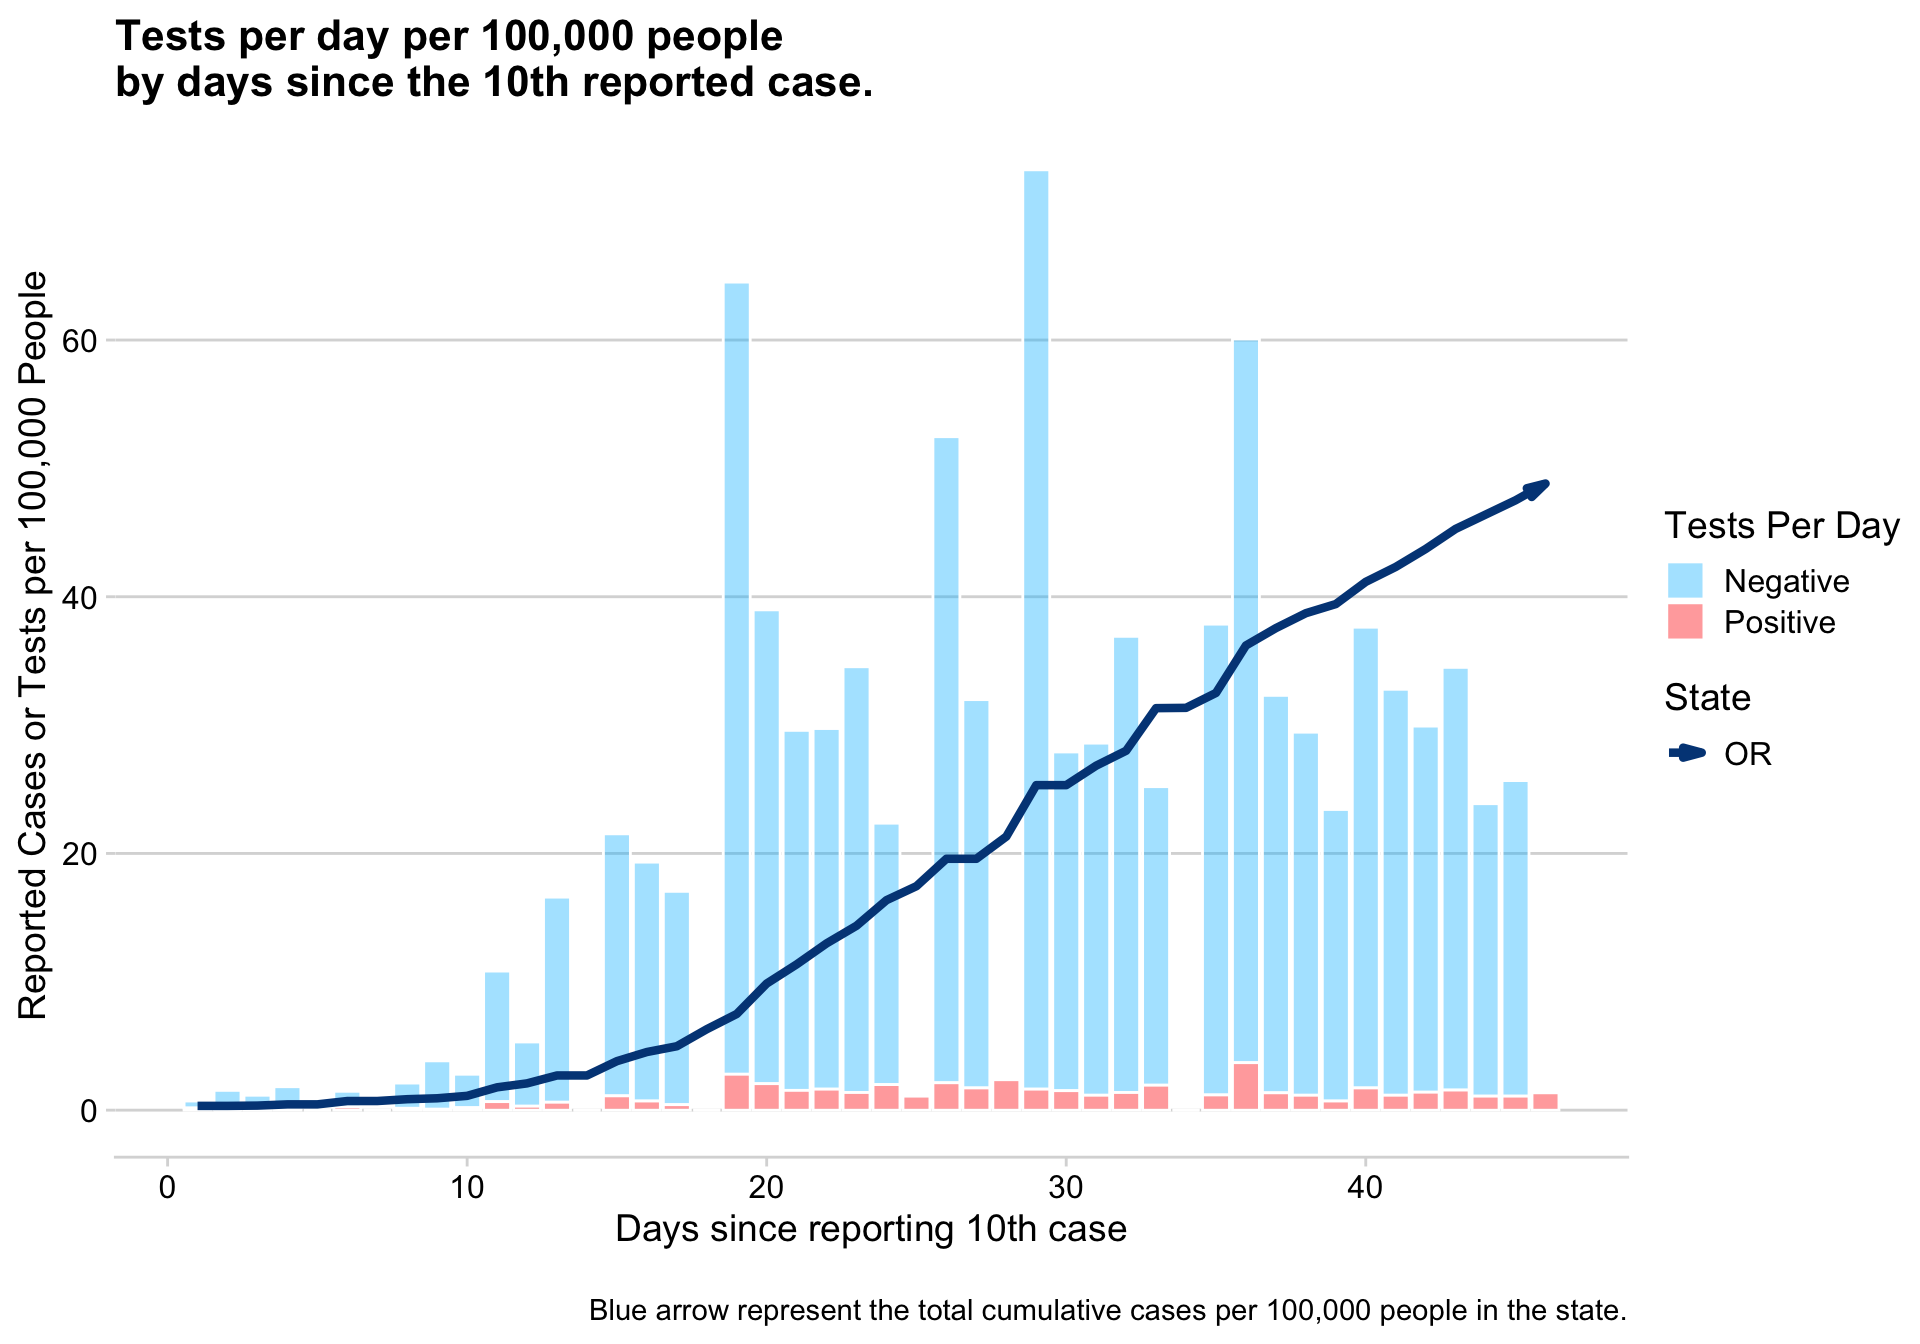 Tests per day per 100,000 people
by days since the 10th reported case.
Reported Cases or Tests per 100,000 People
60
40
20
0
0 10 20 30 40
Days since reporting 10th case
Tests Per Day
Negative
Positive
State
OR
Blue arrow represent the total cumulative cases per 100,000 people in the state.